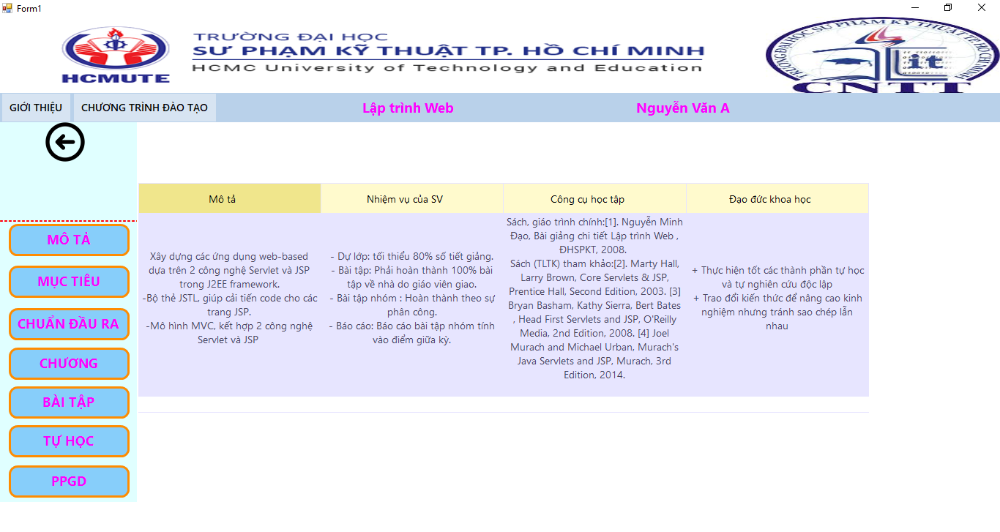 Form1
HCMUTE
TRƯỜNG ĐẠI HỌC
SƯ PHẠM KỸ THUẬT TP. HỒ CHÍ MINH
HCMC University of Technology and Education
TRƯỜNG ĐẠI HỌC SƯ PHẠM KỸ THUẬT TP. HỒ CHÍ MINH
it
CNTT
GIỚI THIỆU
CHƯƠNG TRÌNH ĐÀO TẠO
Lập trình Web
Nguyễn Văn A
MÔ TẢ
MỤC TIÊU
CHUẨN ĐẦU RA
CHƯƠNG
BÀI TẬP
TỰ HỌC
PPGD
Mô tả
Nhiệm vụ của SV
Công cụ học tập
Đạo đức khoa học
Xây dựng các ứng dụng web-based
dựa trên 2 công nghệ Servlet và JSP
trong J2EE framework.
-Bộ thẻ JSTL, giúp cải tiến code cho các
trang JSP.
-Mô hình MVC, kết hợp 2 công nghệ
Servlet và JSP
- Dự lớp: tối thiểu 80% số tiết giảng.
- Bài tập: Phải hoàn thành 100% bài
tập về nhà do giáo viên giao.
- Bài tập nhóm : Hoàn thành theo sự
phân công.
- Báo cáo: Báo cáo bài tập nhóm tính
vào điểm giữa kỳ.
Sách, giáo trình chính:[1]. Nguyễn Minh
Đạo, Bài giảng chi tiết Lập trình Web ,
ĐHSPKT, 2008.
Sách (TLTK) tham khảo:[2]. Marty Hall,
Larry Brown, Core Servlets & JSP,
Prentice Hall, Second Edition, 2003. [3]
Bryan Basham, Kathy Sierra, Bert Bates
, Head First Servlets and JSP, O'Reilly
Media, 2nd Edition, 2008. [4] Joel
Murach and Michael Urban, Murach's
Java Servlets and JSP, Murach, 3rd
Edition, 2014.
+ Thực hiện tốt các thành phần tự học
và tự nghiên cứu độc lập
+ Trao đổi kiến thức để nâng cao kinh
nghiệm nhưng tránh sao chép lẫn
nhau